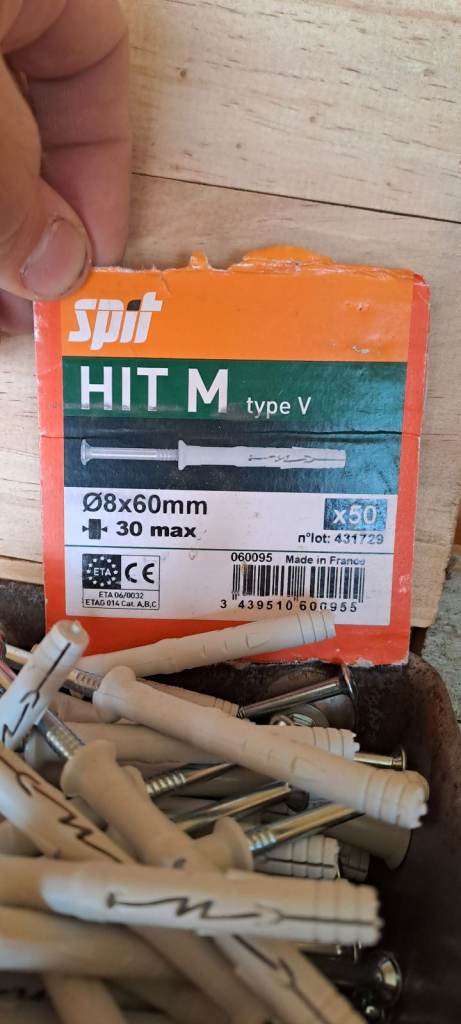 spit
HIT M type V
Ø8x60mm
x50
30 max
n°lot: 431729
060095 Made in France
ETA CE
ETA 06/0032
ETAG 014 Cat. A,B,C
3 439510 600955